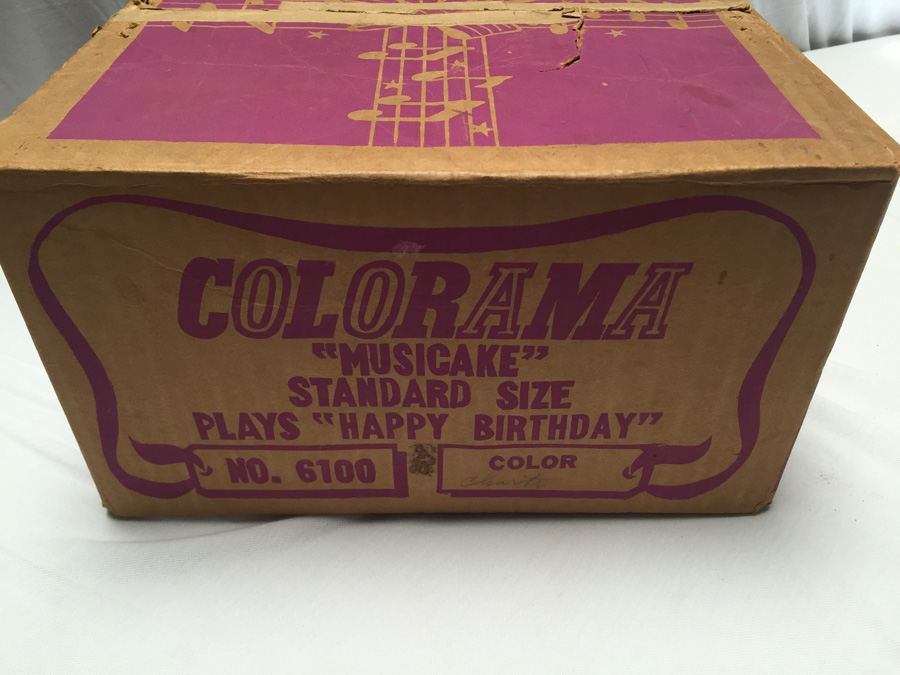 COLORAMA
“MUSICAKE”
STANDARD SIZE
PLAYS “HAPPY BIRTHDAY”
NO. 6100
COLOR